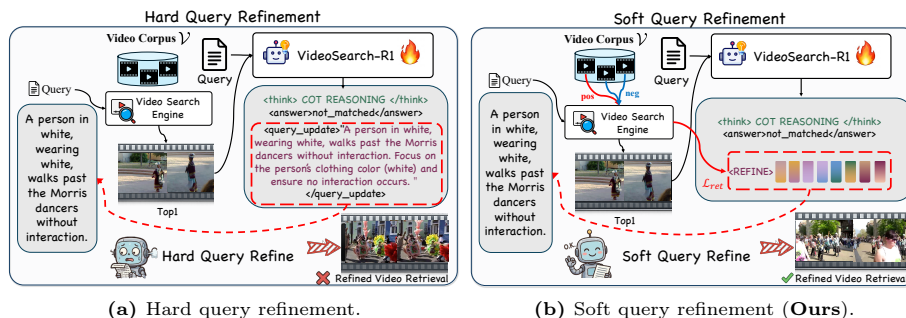 Hard Query Refinement
Video Corpus 𝒱
Query
VideoSearch-R1
Query
Video Search
Engine
A person in
white,
wearing
white,
walks past
the Morris
dancers
without
interaction.
Top1
<think> COT REASONING </think>
<answer>not_matched</answer>
<query_update>"A person in white,
wearing white, walks past the Morris
dancers without interaction. Focus on
the person's clothing color (white) and
ensure no interaction occurs. "
</query_update>
Hard Query Refine
Refined Video Retrieval
(a) Hard query refinement.
Soft Query Refinement
Video Corpus 𝒱
Query
VideoSearch-R1
Query
pos
neg
Video Search
Engine
A person
in white,
wearing
white,
walks past
the Morris
dancers
without
interaction.
Top1
<think> COT REASONING </think>
<answer>not_matched</answer>
<REFINE>
ℒret
O.K.
Soft Query Refine
Refined Video Retrieval
(b) Soft query refinement (Ours).